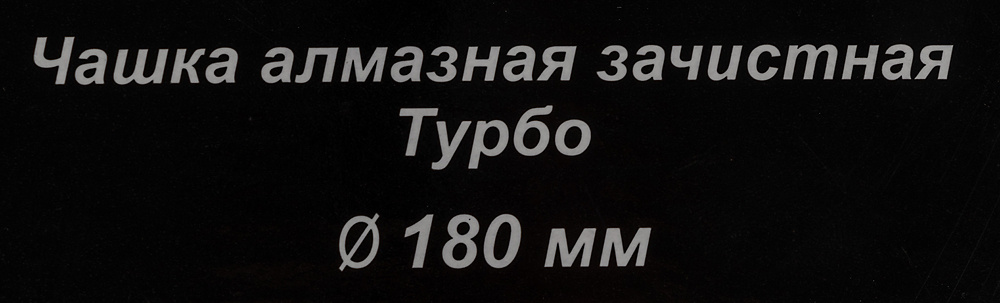 Чашка алмазная зачистная
Турбо
Ø 180 мм